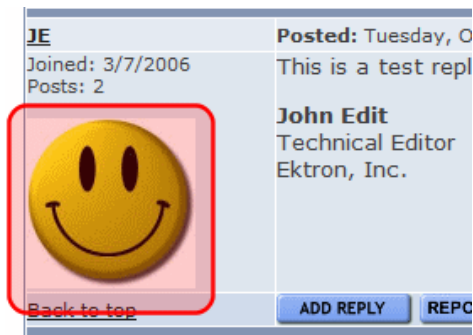 JE
Posted: Tuesday, O
Joined: 3/7/2006
Posts: 2
This is a test repl
John Edit
Technical Editor
Ektron, Inc.
Back to top
ADD REPLY
REPO